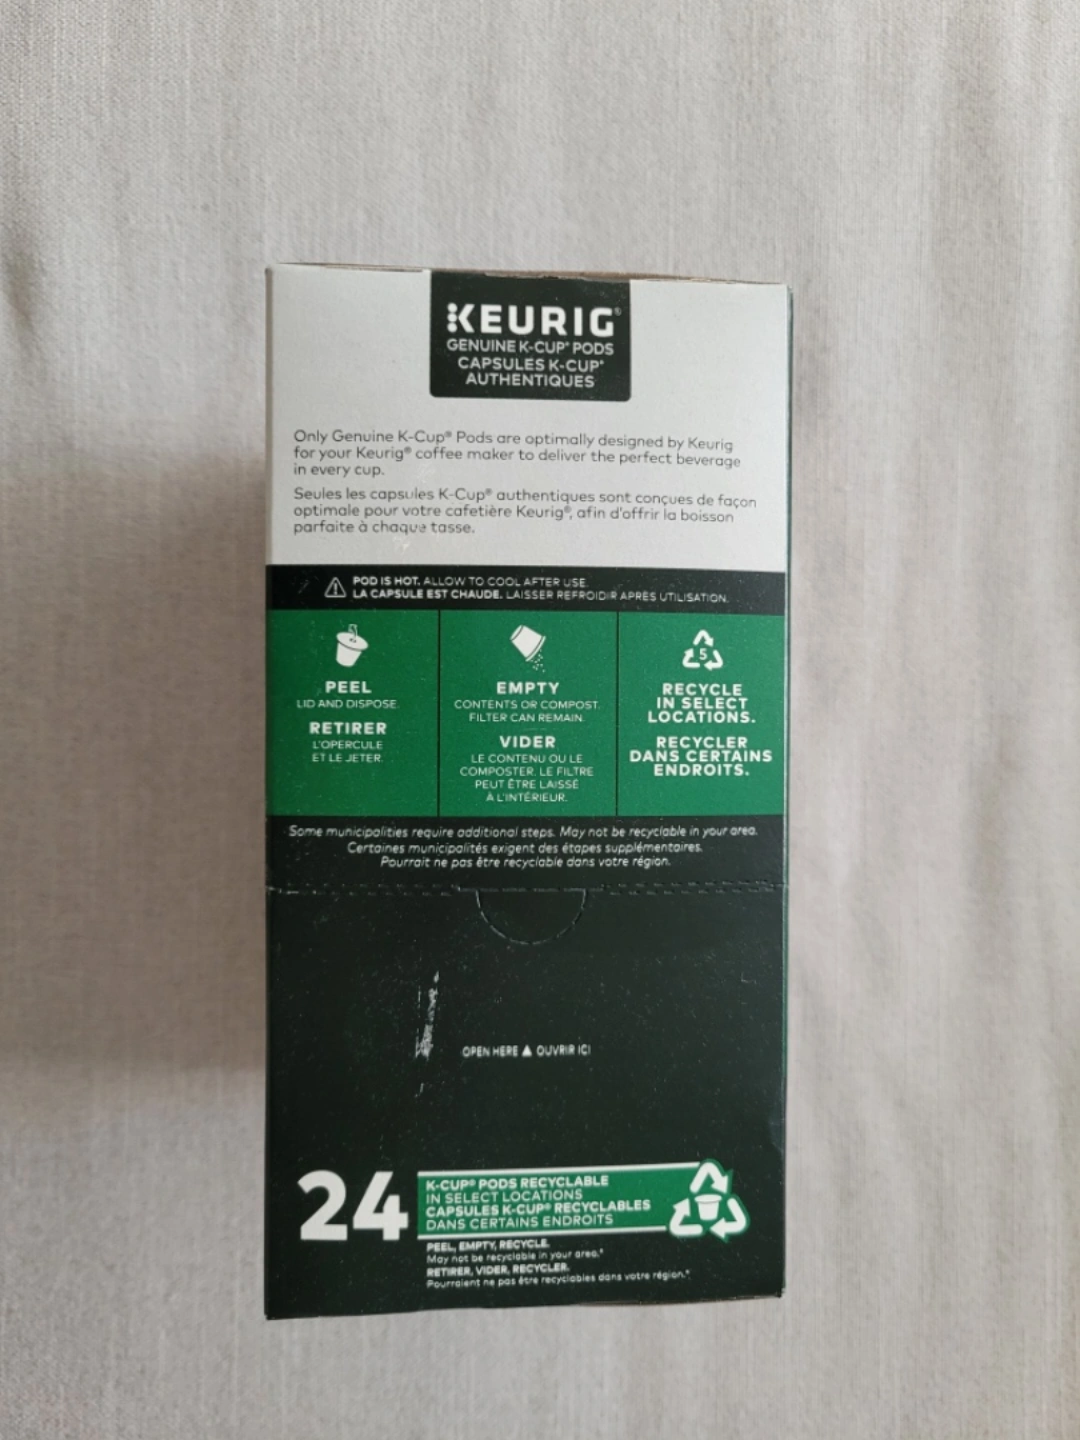 KEURIG®
GENUINE K-CUP® PODS
CAPSULES K-CUP®
AUTHENTIQUES
Only Genuine K-Cup® Pods are optimally designed by Keurig
for your Keurig® coffee maker to deliver the perfect beverage
in every cup.
Seules les capsules K-Cup® authentiques sont conçues de façon
optimale pour votre cafetière Keurig®, afin d'offrir la boisson
parfaite à chaque tasse.
POD IS HOT. ALLOW TO COOL AFTER USE.
LA CAPSULE EST CHAUDE. LAISSER REFROIDIR APRÈS UTILISATION.
PEEL
LID AND DISPOSE.
RETIRER
L'OPERCULE
ET LE JETER.
EMPTY
CONTENTS OR COMPOST.
FILTER CAN REMAIN.
VIDER
LE CONTENU OU LE
COMPOSTER. LE FILTRE
PEUT ÊTRE LAISSÉ
À L'INTÉRIEUR.
5
RECYCLE
IN SELECT
LOCATIONS.
RECYCLER
DANS CERTAINS
ENDROITS.
Some municipalities require additional steps. May not be recyclable in your area.
Certaines municipalités exigent des étapes supplémentaires.
Pourrait ne pas être recyclable dans votre région.
OPEN HERE ▲ OUVRIR ICI
24
K-CUP® PODS RECYCLABLE
IN SELECT LOCATIONS
CAPSULES K-CUP® RECYCLABLES
DANS CERTAINS ENDROITS
PEEL, EMPTY, RECYCLE.
May not be recyclable in your area.*
RETIRER, VIDER, RECYCLER.
Pourraient ne pas être recyclables dans votre région.*